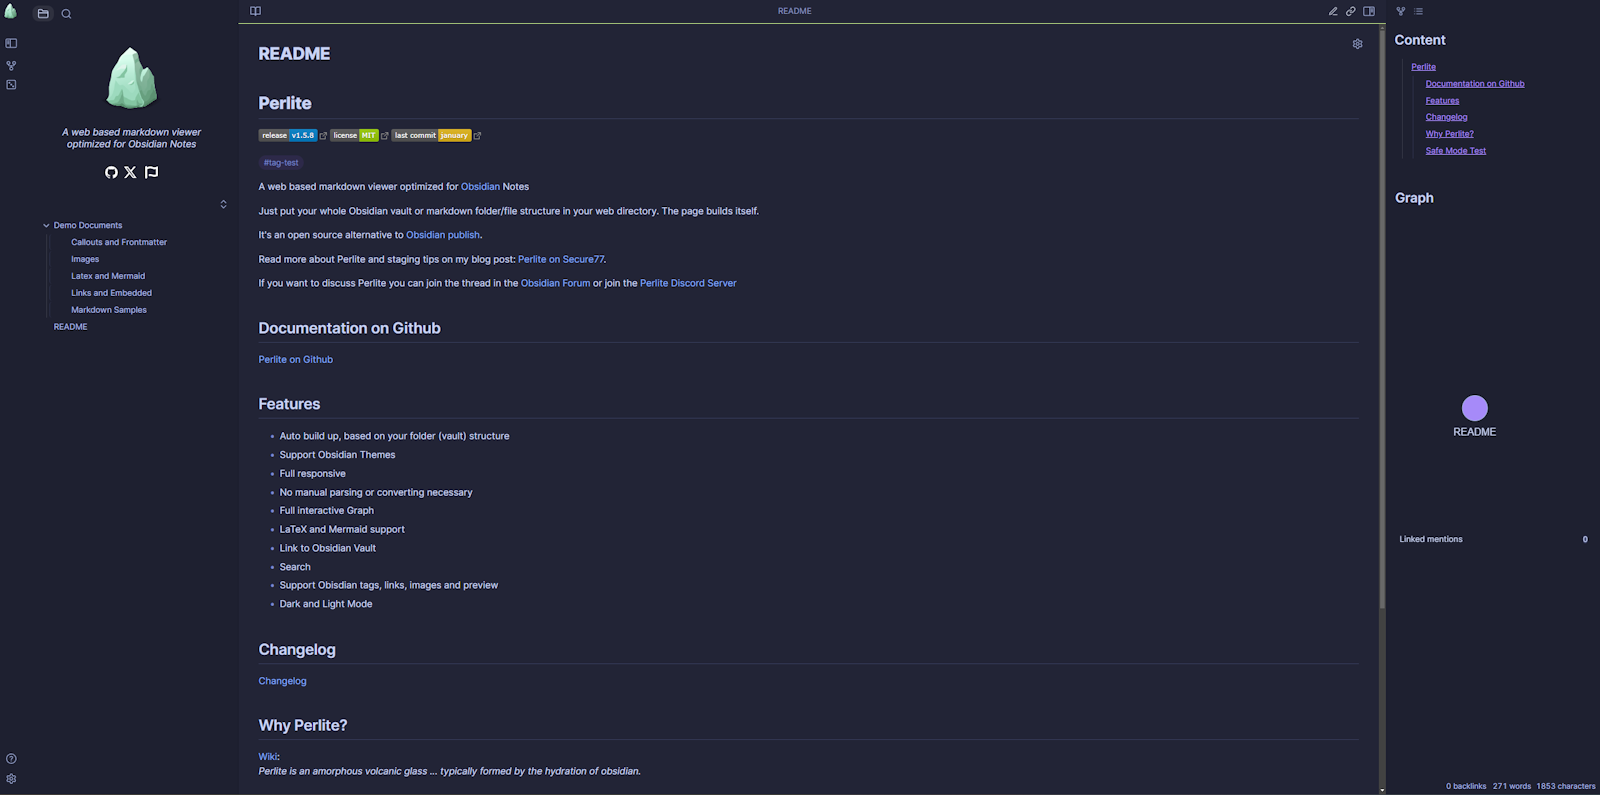 A web based markdown viewer
optimized for Obsidian Notes
Demo Documents
Callouts and Frontmatter
Images
Latex and Mermaid
Links and Embedded
Markdown Samples
README
README
README
Perlite
release v1.5.8 license MIT last commit january
#tag-test
A web based markdown viewer optimized for Obsidian Notes
Just put your whole Obsidian vault or markdown folder/file structure in your web directory. The page builds itself.
It's an open source alternative to Obsidian publish.
Read more about Perlite and staging tips on my blog post: Perlite on Secure77.
If you want to discuss Perlite you can join the thread in the Obsidian Forum or join the Perlite Discord Server
Documentation on Github
Perlite on Github
Features
Auto build up, based on your folder (vault) structure
Support Obsidian Themes
Full responsive
No manual parsing or converting necessary
Full interactive Graph
LaTeX and Mermaid support
Link to Obsidian Vault
Search
Support Obisdian tags, links, images and preview
Dark and Light Mode
Changelog
Changelog
Why Perlite?
Wiki:
Perlite is an amorphous volcanic glass ... typically formed by the hydration of obsidian.
Content
Perlite
Documentation on Github
Features
Changelog
Why Perlite?
Safe Mode Test
Graph
README
Linked mentions 0
0 backlinks 271 words 1853 characters